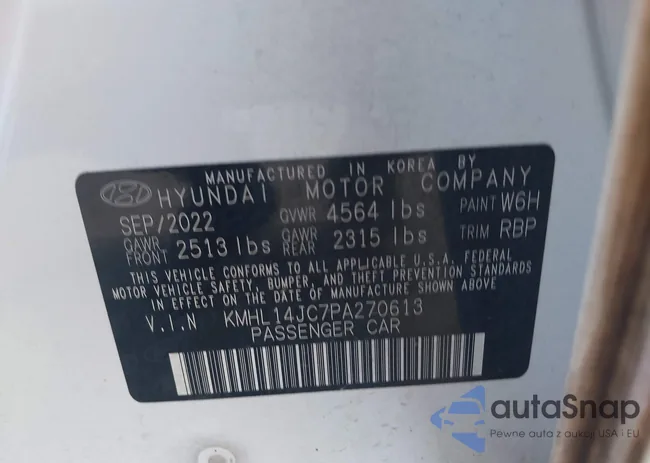 MANUFACTURED IN KOREA BY
HYUNDAI MOTOR COMPANY
SEP/2022 GVWR 4564 lbs PAINT W6H
GAWR FRONT 2513 lbs GAWR REAR 2315 lbs TRIM RBP
THIS VEHICLE CONFORMS TO ALL APPLICABLE U.S.A. FEDERAL
MOTOR VEHICLE SAFETY, BUMPER, AND THEFT PREVENTION STANDARDS
IN EFFECT ON THE DATE OF MANUFACTURE SHOWN ABOVE
V.I.N KMHL14JC7PA270613
PASSENGER CAR
autaSnap
Pewne auta z aukcji USA i EU